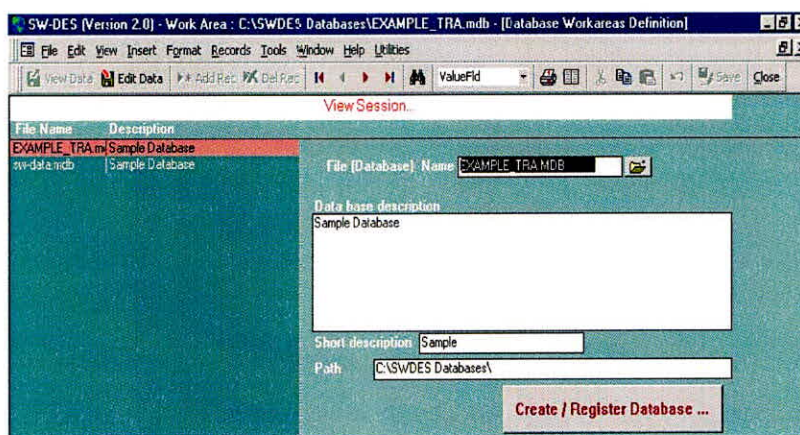 SW-DES (Version 2.0) - Work Area : C:\SWDES Databases\EXAMPLE_TRA.mdb - [Database Workareas Definition]
File Edit View Insert Format Records Tools Window Help Utilities
View Data Edit Data Add Rec Del Rec ValueFld Save Close
View Session..
File Name Description
EXAMPLE_TRA.m Sample Database
sw-data.mdb Sample Database
File (Database) Name EXAMPLE_TRA.MDB
Data base description
Sample Database
Short description Sample
Path C:\SWDES Databases\
Create / Register Database ...